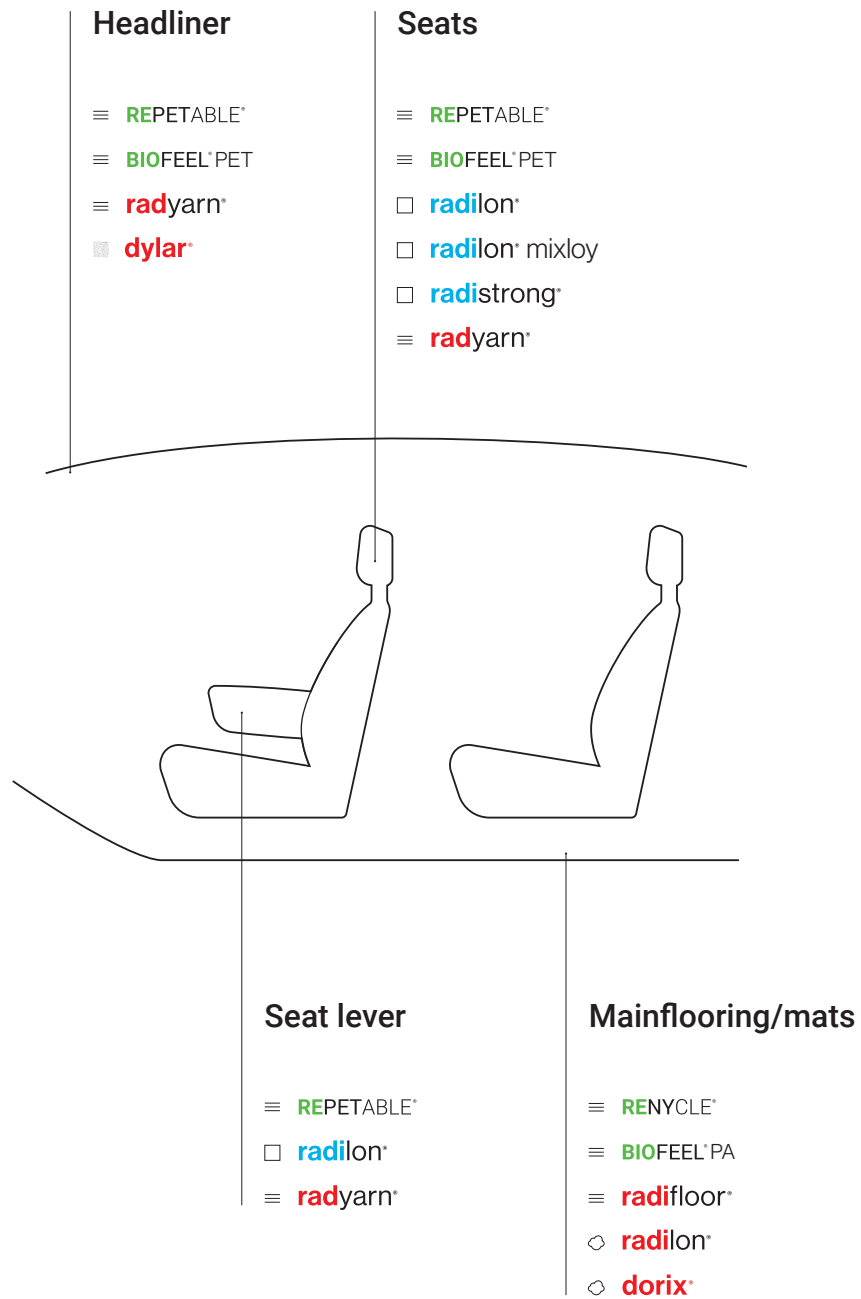 Headliner
REPETABLE®
BIOFEEL® PET
radyarn®
dylar®
Seats
REPETABLE®
BIOFEEL® PET
radilon®
radilon® mixloy
radistrong®
radyarn®
Seat lever
REPETABLE®
radilon®
radyarn®
Mainflooring/mats
RENYCLE®
BIOFEEL® PA
radifloor®
radilon®
dorix®